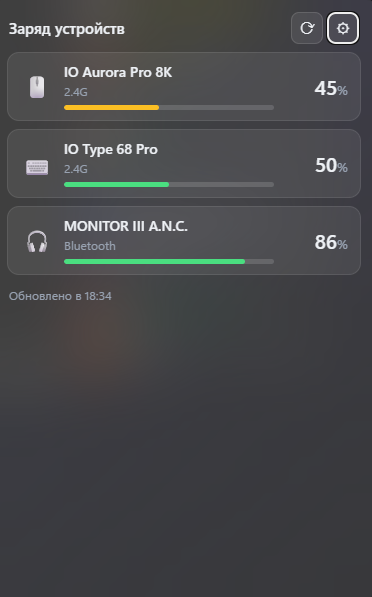 Заряд устройств
IO Aurora Pro 8K
2.4G
45%
IO Type 68 Pro
2.4G
50%
MONITOR III A.N.C.
Bluetooth
86%
Обновлено в 18:34